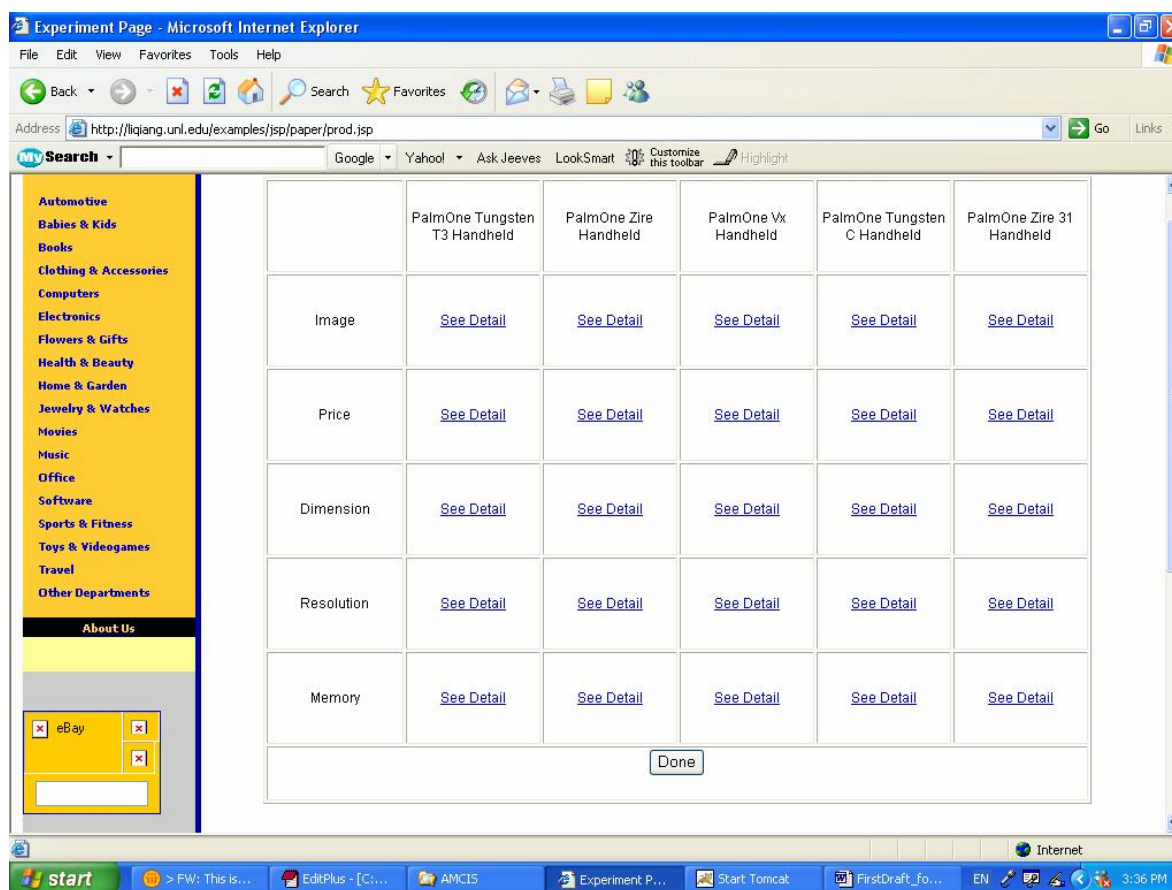 Experiment Page - Microsoft Internet Explorer
File Edit View Favorites Tools Help
Back Search Favorites
Address http://liqiang.unl.edu/examples/jsp/paper/prod.jsp Go Links
My Search Google Yahoo! Ask Jeeves LookSmart Customize this toolbar Highlight
Automotive
Babies & Kids
Books
Clothing & Accessories
Computers
Electronics
Flowers & Gifts
Health & Beauty
Home & Garden
Jewelry & Watches
Movies
Music
Office
Software
Sports & Fitness
Toys & Videogames
Travel
Other Departments
About Us
eBay
PalmOne Tungsten T3 Handheld PalmOne Zire Handheld PalmOne Vx Handheld PalmOne Tungsten C Handheld PalmOne Zire 31 Handheld
Image See Detail See Detail See Detail See Detail See Detail
Price See Detail See Detail See Detail See Detail See Detail
Dimension See Detail See Detail See Detail See Detail See Detail
Resolution See Detail See Detail See Detail See Detail See Detail
Memory See Detail See Detail See Detail See Detail See Detail
Done
Internet
start > FW: This is... EditPlus - [C:... AMCIS Experiment P... Start Tomcat FirstDraft_fo... EN 3:36 PM